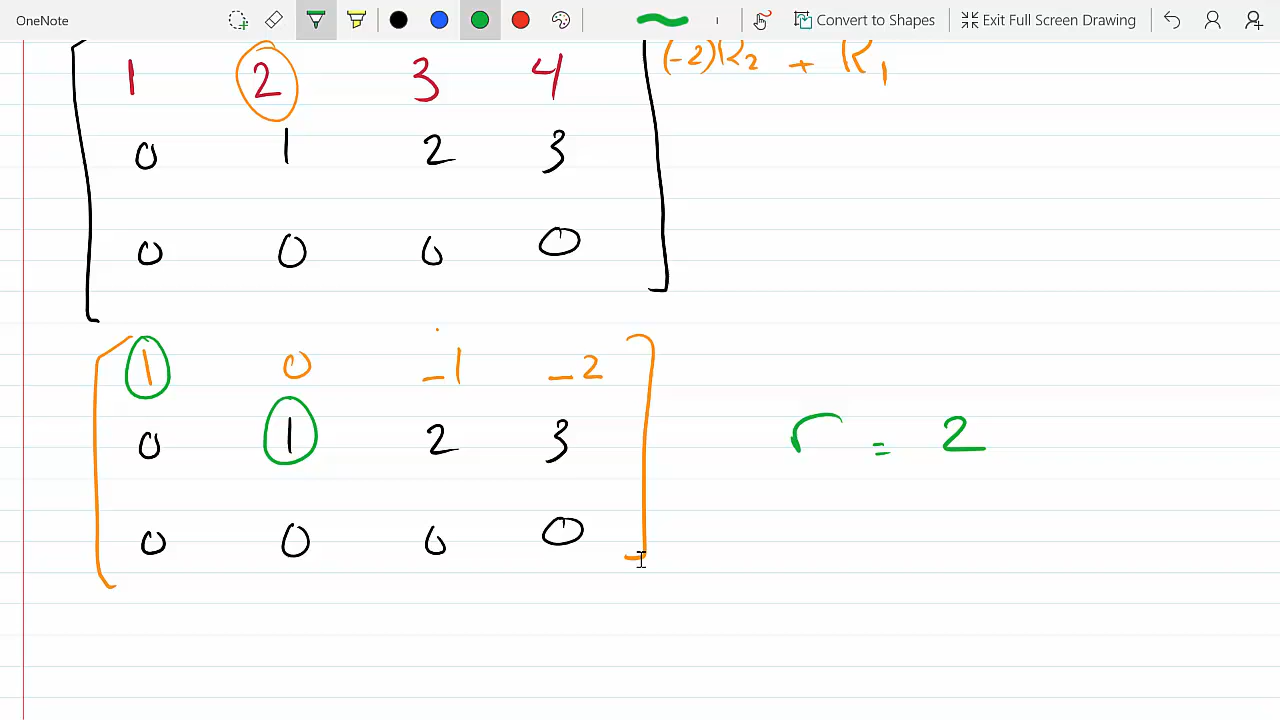 OneNote
Convert to Shapes
Exit Full Screen Drawing
1 2 3 4 (-2)R2 + R1
0 1 2 3
0 0 0 0
1 0 -1 -2
0 1 2 3 r = 2
0 0 0 0